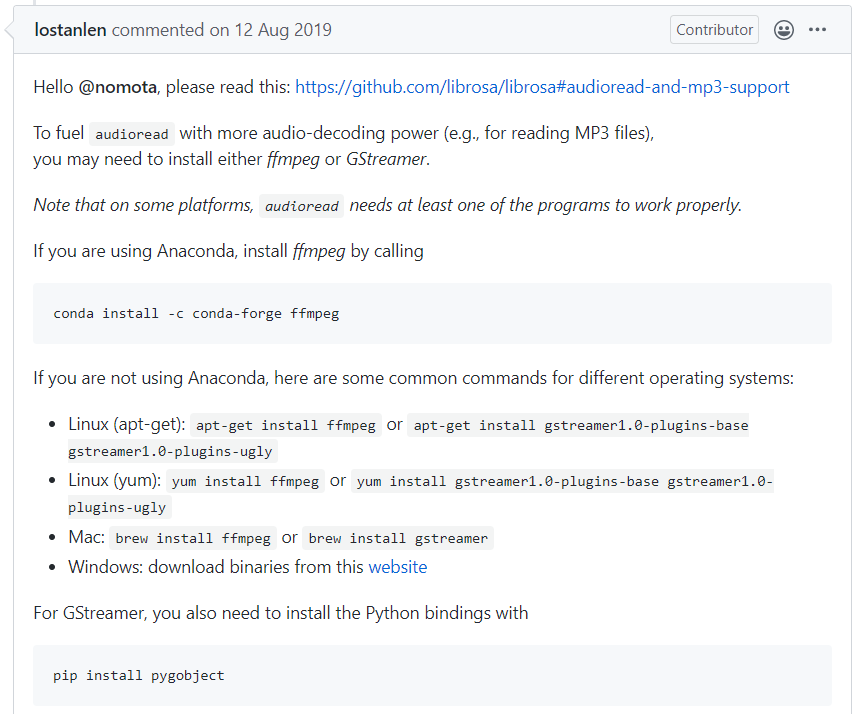 lostanlen commented on 12 Aug 2019 Contributor
Hello @nomota, please read this: https://github.com/librosa/librosa#audioread-and-mp3-support
To fuel audioread with more audio-decoding power (e.g., for reading MP3 files),
you may need to install either ffmpeg or GStreamer.
Note that on some platforms, audioread needs at least one of the programs to work properly.
If you are using Anaconda, install ffmpeg by calling
conda install -c conda-forge ffmpeg
If you are not using Anaconda, here are some common commands for different operating systems:
• Linux (apt-get): apt-get install ffmpeg or apt-get install gstreamer1.0-plugins-base
gstreamer1.0-plugins-ugly
• Linux (yum): yum install ffmpeg or yum install gstreamer1.0-plugins-base gstreamer1.0-
plugins-ugly
• Mac: brew install ffmpeg or brew install gstreamer
• Windows: download binaries from this website
For GStreamer, you also need to install the Python bindings with
pip install pygobject